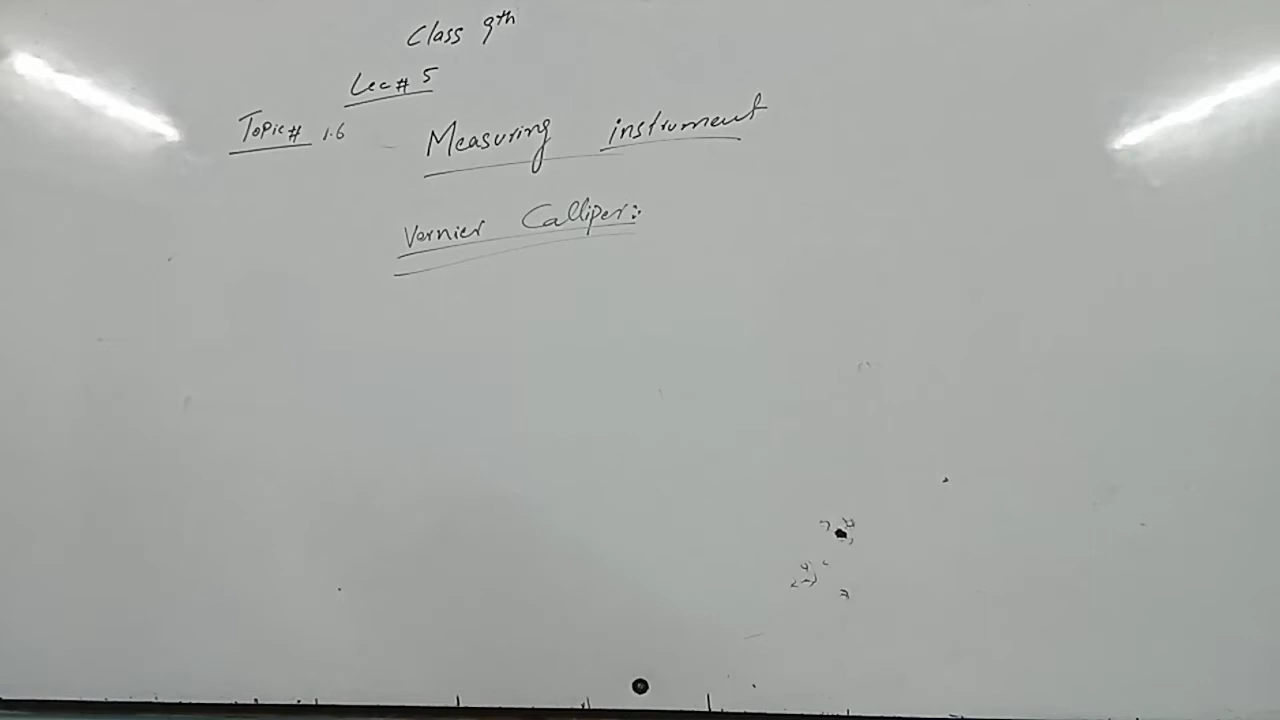 Class 9th
Lec # 5
Topic # 1.6 Measuring instrument
Vernier Calliper: